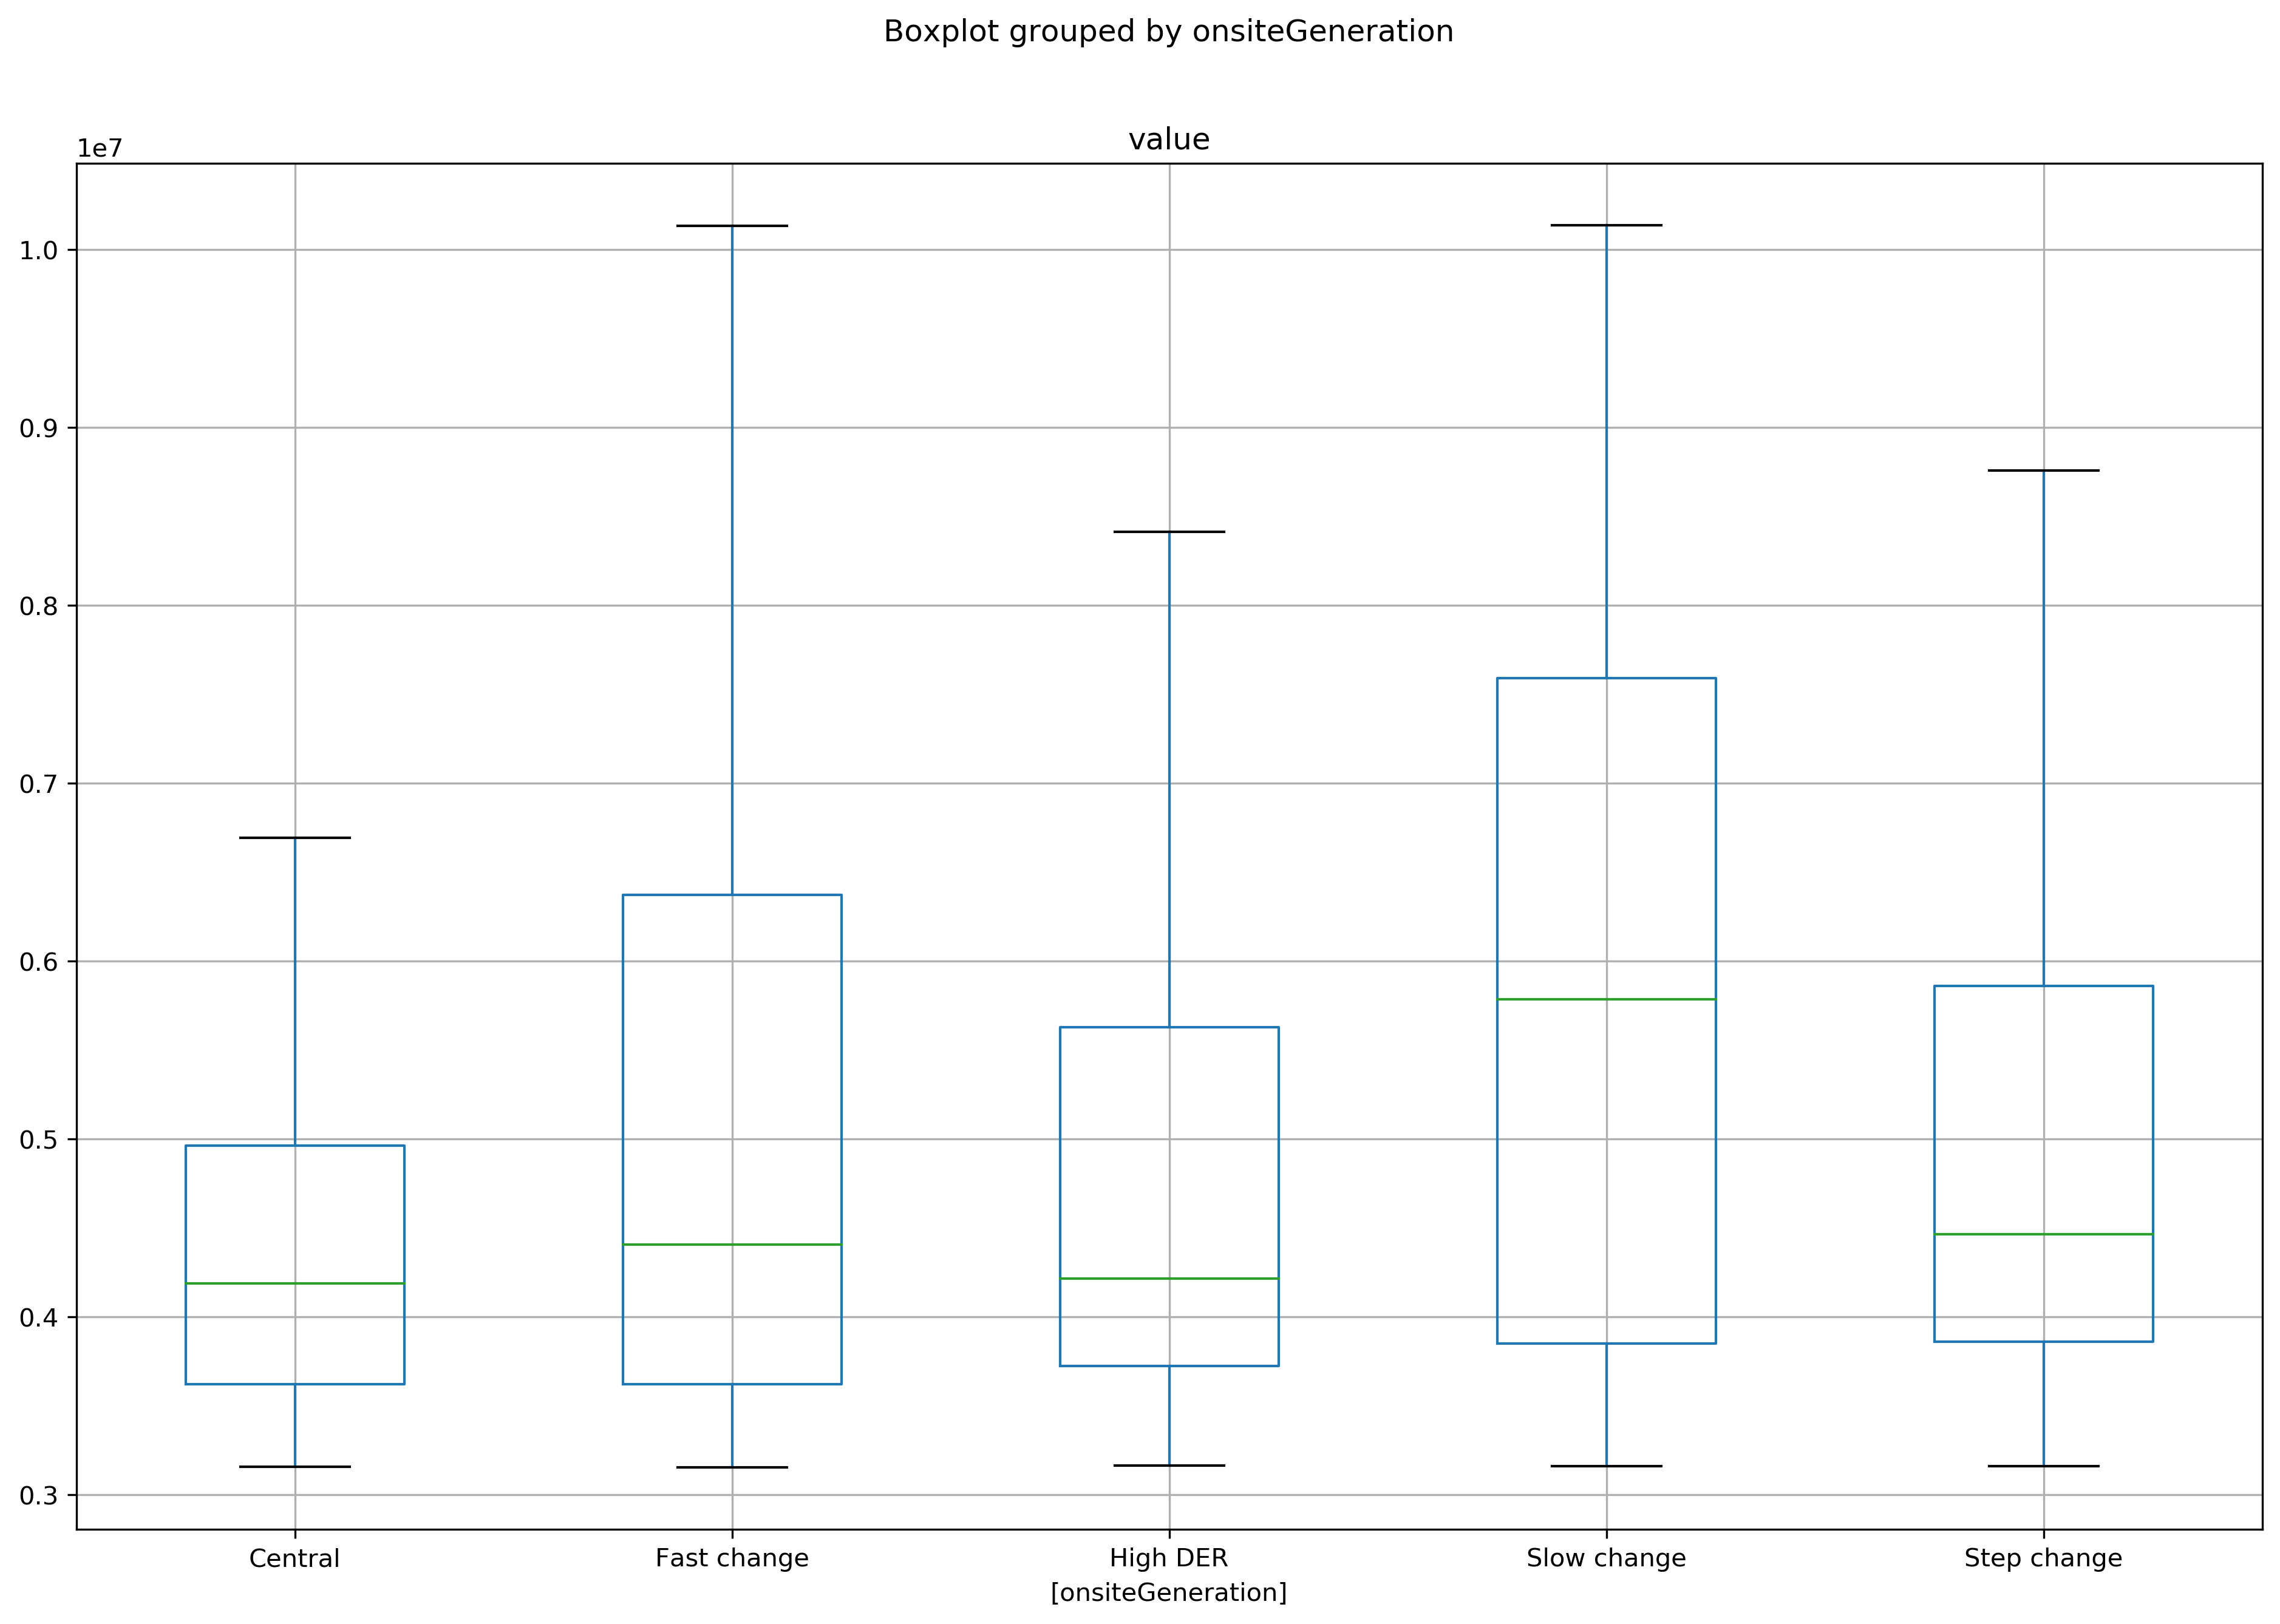 Boxplot grouped by onsiteGeneration
value
1e7
1.0
0.9
0.8
0.7
0.6
0.5
0.4
0.3
Central Fast change High DER Slow change Step change
[onsiteGeneration]